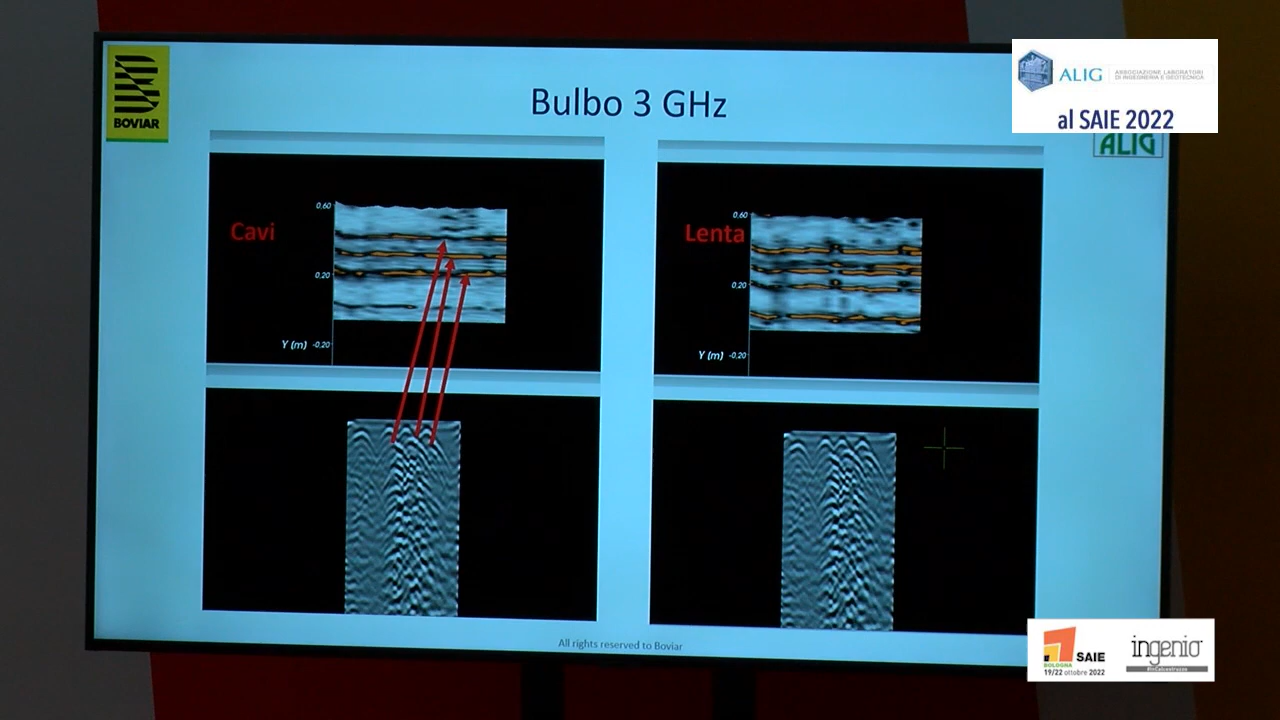 BOVIAR
Bulbo 3 GHz
ALIG
ASSOCIAZIONE LABORATORI
DI INGEGNERIA E GEOTECNICA
al SAIE 2022
ALIG
Cavi
0.60
0.20
Y (m) -0.20
Lenta
0.60
0.20
Y (m) -0.20
All rights reserved to Boviar
SAIE
BOLOGNA
19/22 ottobre 2022
ingenio
#InCalcestruzzo